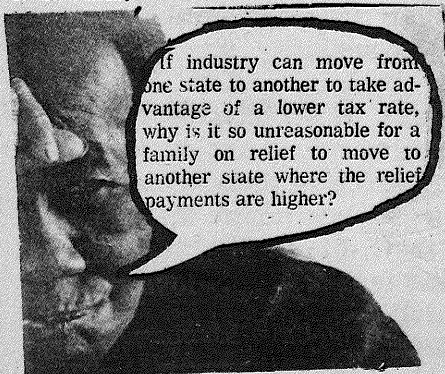 If industry can move from
one state to another to take ad-
vantage of a lower tax rate,
why is it so unreasonable for a
family on relief to move to
another state where the relief
payments are higher?